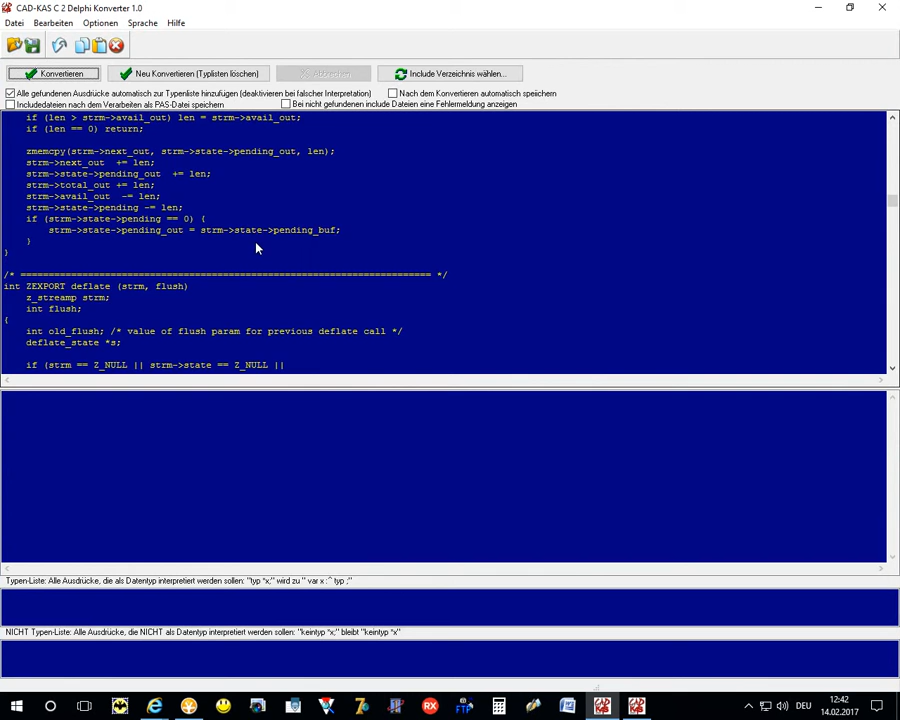 CAD-KAS C 2 Delphi Konverter 1.0
Datei Bearbeiten Optionen Sprache Hilfe
Konvertieren Neu Konvertieren (Typlisten löschen) Abbrechen Include Verzeichnis wählen...
Alle gefundenen Ausdrücke automatisch zur Typenliste hinzufügen (deaktivieren bei falscher Interpretation) Nach dem Konvertieren automatisch speichern
Includedateien nach dem Verarbeiten als PAS-Datei speichern Bei nicht gefundenen include Dateien eine Fehlermeldung anzeigen
if (len > strm->avail_out) len = strm->avail_out;
if (len == 0) return;
zmemcpy(strm->next_out, strm->state->pending_out, len);
strm->next_out += len;
strm->state->pending_out += len;
strm->total_out += len;
strm->avail_out -= len;
strm->state->pending -= len;
if (strm->state->pending == 0) {
strm->state->pending_out = strm->state->pending_buf;
}
}
/* ========================================================================= */
int ZEXPORT deflate (strm, flush)
z_streamp strm;
int flush;
{
int old_flush; /* value of flush param for previous deflate call */
deflate_state *s;
if (strm == Z_NULL || strm->state == Z_NULL ||
Typen-Liste: Alle Ausdrücke, die als Datentyp interpretiert werden sollen: "typ *x;" wird zu " var x :^ typ ;"
NICHT Typen-Liste: Alle Ausdrücke, die NICHT als Datentyp interpretiert werden sollen: "keintyp *x;" bleibt "keintyp *x"
DEU
12:42
14.02.2017